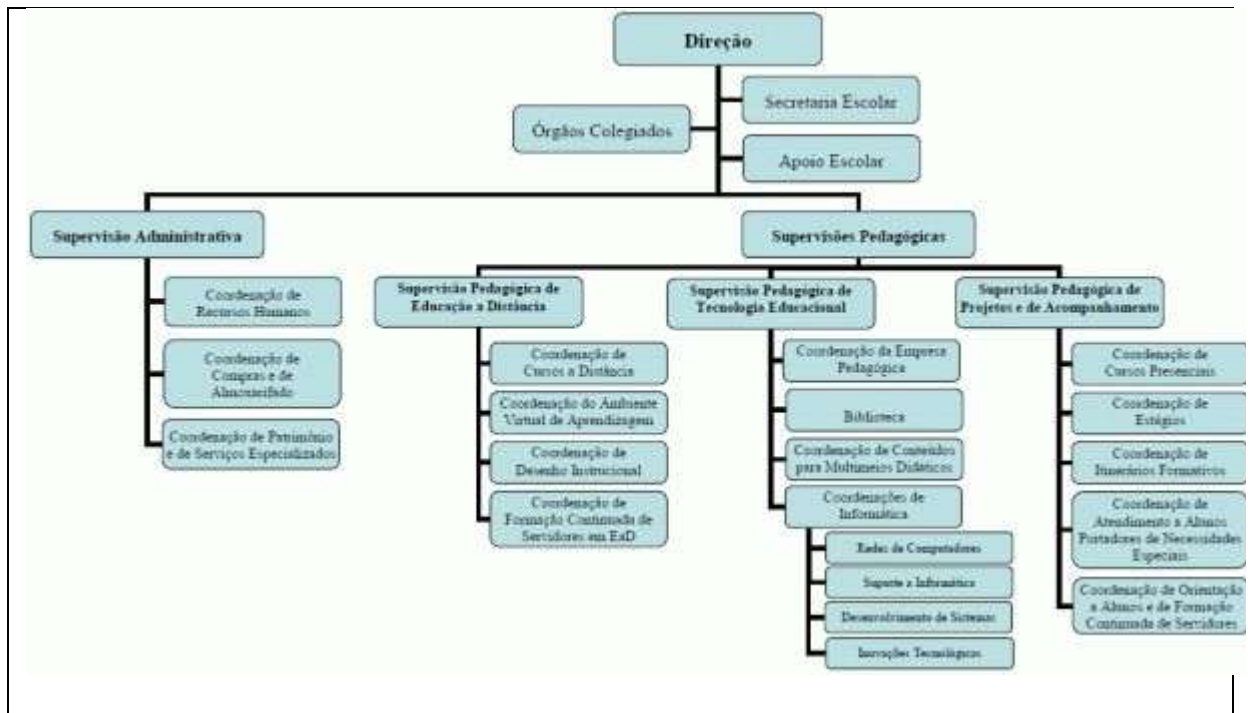 Direção
Secretaria Escolar
Órgãos Colegiados
Apoio Escolar
Supervisão Administrativa
Coordenação de
Recursos Humanos
Coordenação de
Compras e de
Almoxarifado
Coordenação de Patrimônio
e de Serviços Especializados
Supervisões Pedagógicas
Supervisão Pedagógica de
Educação a Distância
Coordenação de
Cursos a Distância
Coordenação do Ambiente
Virtual de Aprendizagem
Coordenação de
Desenho Instrucional
Coordenação de
Formação Continuada de
Servidores em EaD
Supervisão Pedagógica de
Tecnologia Educacional
Coordenação da Empresa
Pedagógica
Biblioteca
Coordenação de Conteúdos
para Multimeios Didáticos
Coordenações de
Informática
Redes de Computadores
Suporte a Informática
Desenvolvimento de Sistemas
Inovações Tecnológicas
Supervisão Pedagógica de
Projetos e de Acompanhamento
Coordenação de
Cursos Presenciais
Coordenação de
Estágios
Coordenação de
Itinerários Formativos
Coordenação de
Atendimento a Alunos
Portadores de Necessidades
Especiais
Coordenação de Orientação
a Alunos e de Formação
Continuada de Servidores